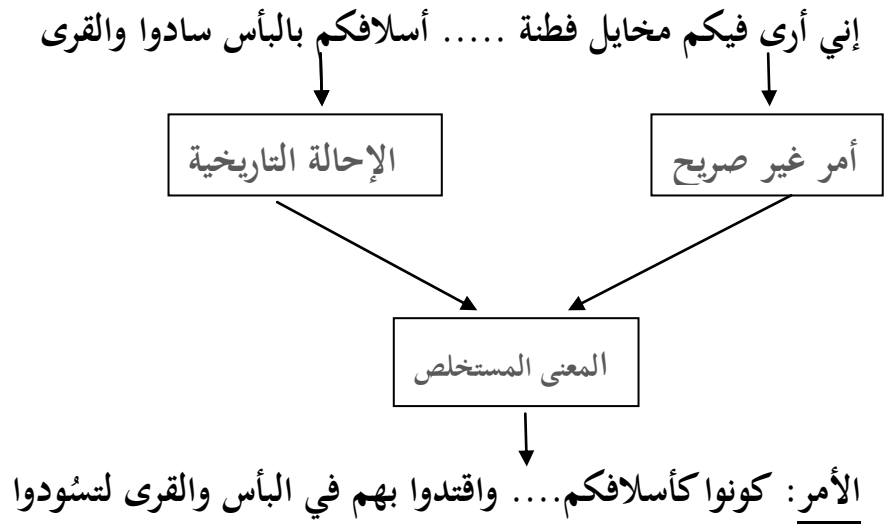 إني أرى فيكم مخايل فطنة ..... أسلافكم بالبأس سادوا والقرى
أمر غير صريح
الإحالة التاريخية
المعنى المستخلص
الأمر: كونوا كأسلافكم.... واقتدوا بهم في البأس والقرى لتسُودوا